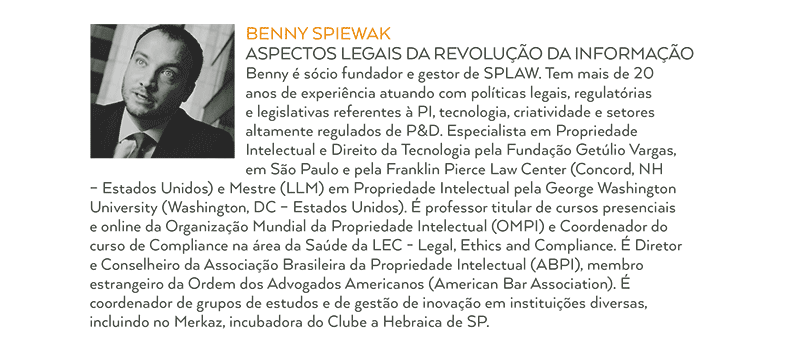 BENNY SPIEWAK
ASPECTOS LEGAIS DA REVOLUÇÃO DA INFORMAÇÃO
Benny é sócio fundador e gestor de SPLAW. Tem mais de 20
anos de experiência atuando com políticas legais, regulatórias
e legislativas referentes à PI, tecnologia, criatividade e setores
altamente regulados de P&D. Especialista em Propriedade
Intelectual e Direito da Tecnologia pela Fundação Getúlio Vargas,
em São Paulo e pela Franklin Pierce Law Center (Concord, NH
– Estados Unidos) e Mestre (LLM) em Propriedade Intelectual pela George Washington
University (Washington, DC – Estados Unidos). É professor titular de cursos presenciais
e online da Organização Mundial da Propriedade Intelectual (OMPI) e Coordenador do
curso de Compliance na área da Saúde da LEC - Legal, Ethics and Compliance. É Diretor
e Conselheiro da Associação Brasileira da Propriedade Intelectual (ABPI), membro
estrangeiro da Ordem dos Advogados Americanos (American Bar Association). É
coordenador de grupos de estudos e de gestão de inovação em instituições diversas,
incluindo no Merkaz, incubadora do Clube a Hebraica de SP.